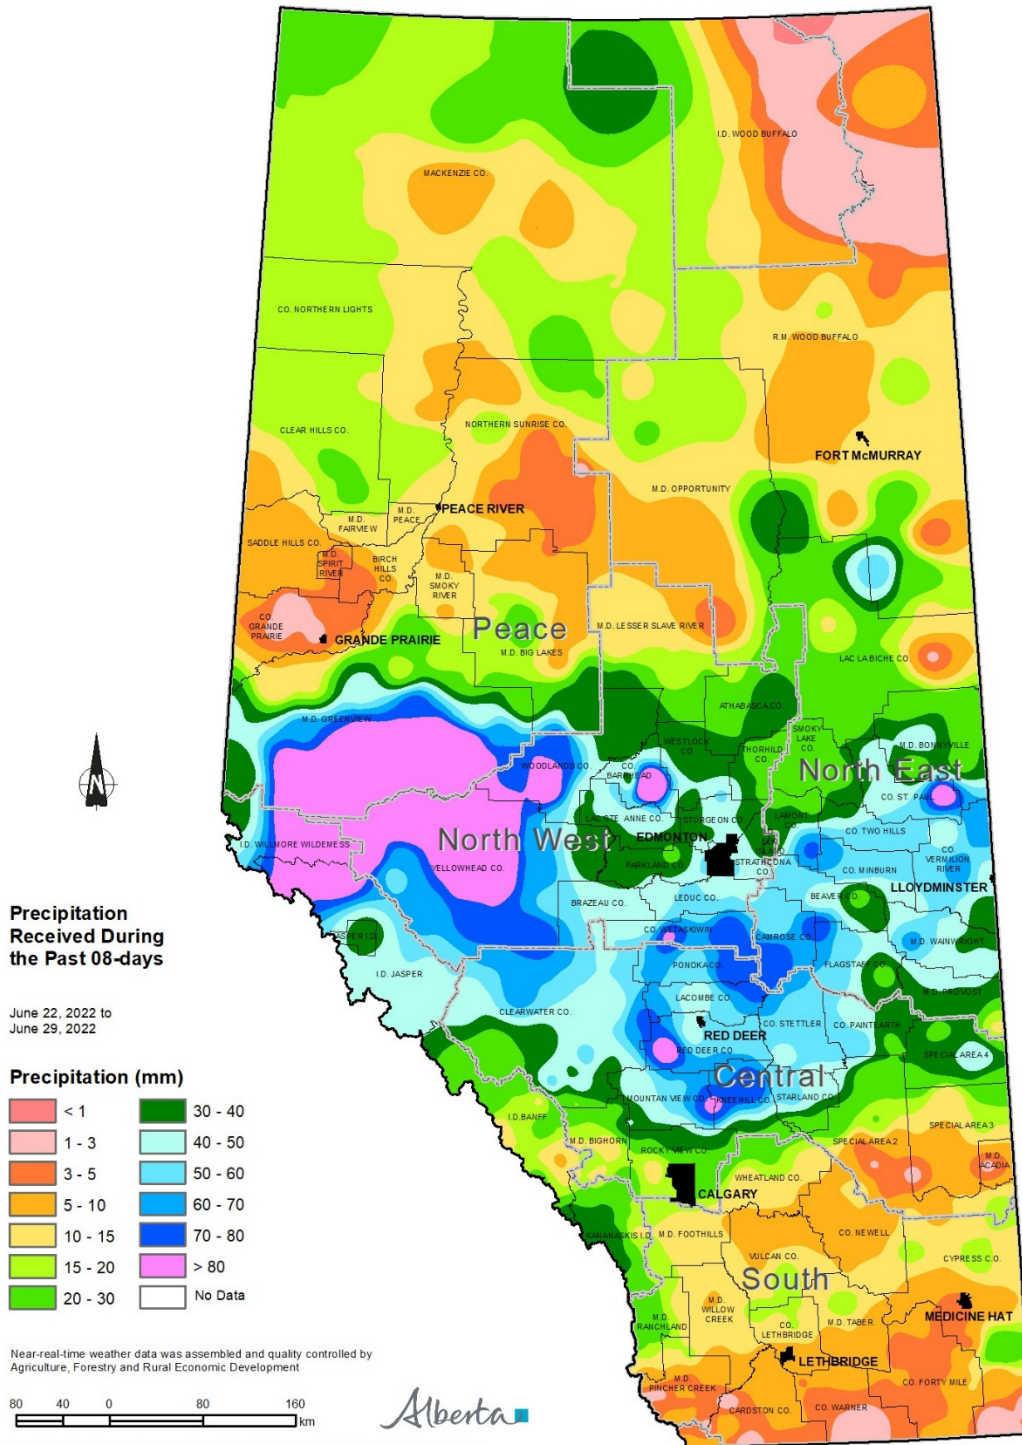 I.D. WOOD BUFFALO
MACKENZIE CO.
CO. NORTHERN LIGHTS
R.M. WOOD BUFFALO
CLEAR HILLS CO.
NORTHERN SUNRISE CO.
FORT McMURRAY
M.D. OPPORTUNITY
PEACE RIVER
M.D.
PEACE
M.D.
FAIRVIEW
SADDLE HILLS CO.
M.D.
SPIRIT
RIVER
BIRCH
HILLS
CO.
M.D.
SMOKY
RIVER
CO.
GRANDE
PRAIRIE
GRANDE PRAIRIE
Peace
M.D. BIG LAKES
M.D. LESSER SLAVE RIVER
LAC LA BICHE CO.
M.D. GREENVIEW
ATHABASCA CO.
WOODLANDS CO.
WESTLOCK
CO.
THORHILD
CO.
SMOKY
LAKE
CO.
M.D. BONNYVILLE
North East
CO.
BARRHEAD
CO. ST. PAUL
LAC STE ANNE CO.
STURGEON CO.
LAMONT
CO.
North West
EDMONTON
CO. TWO HILLS
I.D. WILLMORE WILDERNESS
YELLOWHEAD CO.
PARKLAND CO.
ISLAND
STRATHCONA
CO.
CO. MINBURN
CO.
VERMILION
RIVER
LLOYDMINSTER
BRAZEAU CO.
LEDUC CO.
BEAVER CO.
Precipitation
Received During
the Past 08-days
JASPER I.D.
CO. WETASKIWIN
CAMROSE CO.
M.D. WAINWRIGHT
I.D. JASPER
PONOKA CO.
FLAGSTAFF CO.
M.D. PROVOST
June 22, 2022 to
June 29, 2022
CLEARWATER CO.
LACOMBE CO.
CO. STETTLER
CO. PAINTEARTH
RED DEER
RED DEER CO.
SPECIAL AREA 4
Central
MOUNTAIN VIEW CO.
KNEEHILL CO.
STARLAND CO.
I.D. BANFF
M.D. BIGHORN
ROCKY VIEW CO.
SPECIAL AREA 2
SPECIAL AREA 3
M.D.
ACADIA
WHEATLAND CO.
CALGARY
KANANASKIS I.D.
M.D. FOOTHILLS
CO. NEWELL
VULCAN CO.
CYPRESS C.O.
South
M.D.
WILLOW
CREEK
M.D.
RANCHLAND
CO.
LETHBRIDGE
M.D. TABER
MEDICINE HAT
LETHBRIDGE
M.D.
PINCHER CREEK
CO. FORTY MILE
CARDSTON CO.
CO. WARNER
N
Precipitation (mm)
< 1
1 - 3
3 - 5
5 - 10
10 - 15
15 - 20
20 - 30
30 - 40
40 - 50
50 - 60
60 - 70
70 - 80
> 80
No Data
Near-real-time weather data was assembled and quality controlled by
Agriculture, Forestry and Rural Economic Development
80 40 0 80 160
km
Alberta